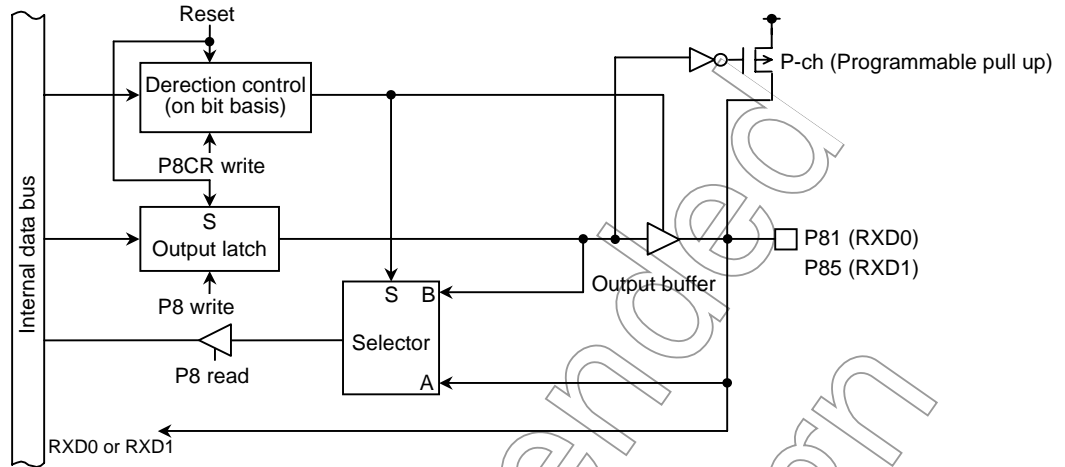 Reset
P-ch (Programmable pull up)
Derection control
(on bit basis)
P8CR write
Internal data bus
S
Output latch
P81 (RXD0)
P85 (RXD1)
Output buffer
P8 write
S B
Selector
P8 read
A
RXD0 or RXD1